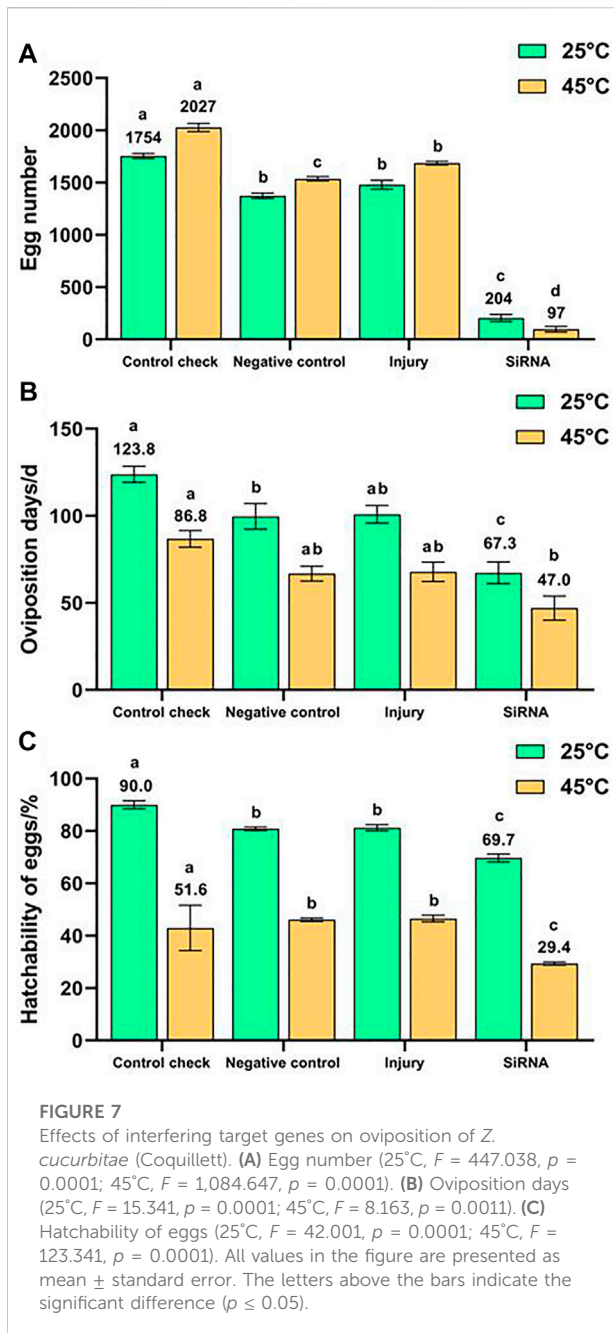 A
25°C
45°C
Egg number
2500
2000
1500
1000
500
0
a
1754
a
2027
b
c
b
b
c
204
d
97
Control check
Negative control
Injury
SiRNA
B
25°C
45°C
Oviposition days/d
150
100
50
0
a
123.8
a
86.8
b
ab
ab
ab
c
67.3
b
47.0
Control check
Negative control
Injury
SiRNA
C
25°C
45°C
Hatchability of eggs/%
100
80
60
40
20
0
a
90.0
a
51.6
b
b
b
b
c
69.7
c
29.4
Control check
Negative control
Injury
SiRNA
FIGURE 7
Effects of interfering target genes on oviposition of Z.
cucurbitae (Coquillett). (A) Egg number (25°C, F = 447.038, p =
0.0001; 45°C, F = 1,084.647, p = 0.0001). (B) Oviposition days
(25°C, F = 15.341, p = 0.0001; 45°C, F = 8.163, p = 0.0011). (C)
Hatchability of eggs (25°C, F = 42.001, p = 0.0001; 45°C, F =
123.341, p = 0.0001). All values in the figure are presented as
mean ± standard error. The letters above the bars indicate the
significant difference (p ≤ 0.05).